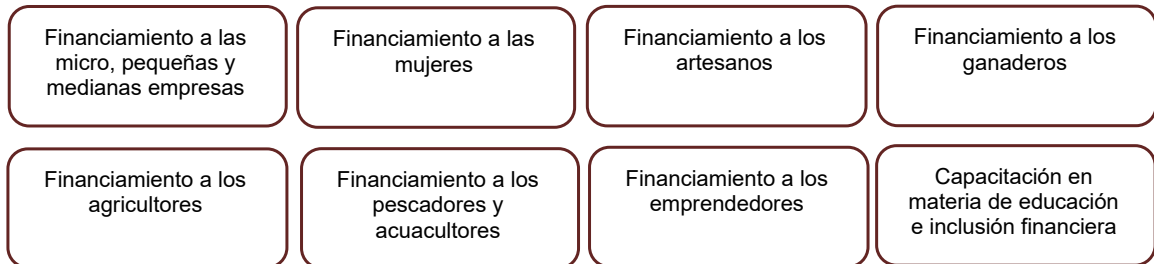 Financiamiento a las
micro, pequeñas y
medianas empresas
Financiamiento a las
mujeres
Financiamiento a los
artesanos
Financiamiento a los
ganaderos
Financiamiento a los
agricultores
Financiamiento a los
pescadores y
acuacultores
Financiamiento a los
emprendedores
Capacitación en
materia de educación
e inclusión financiera